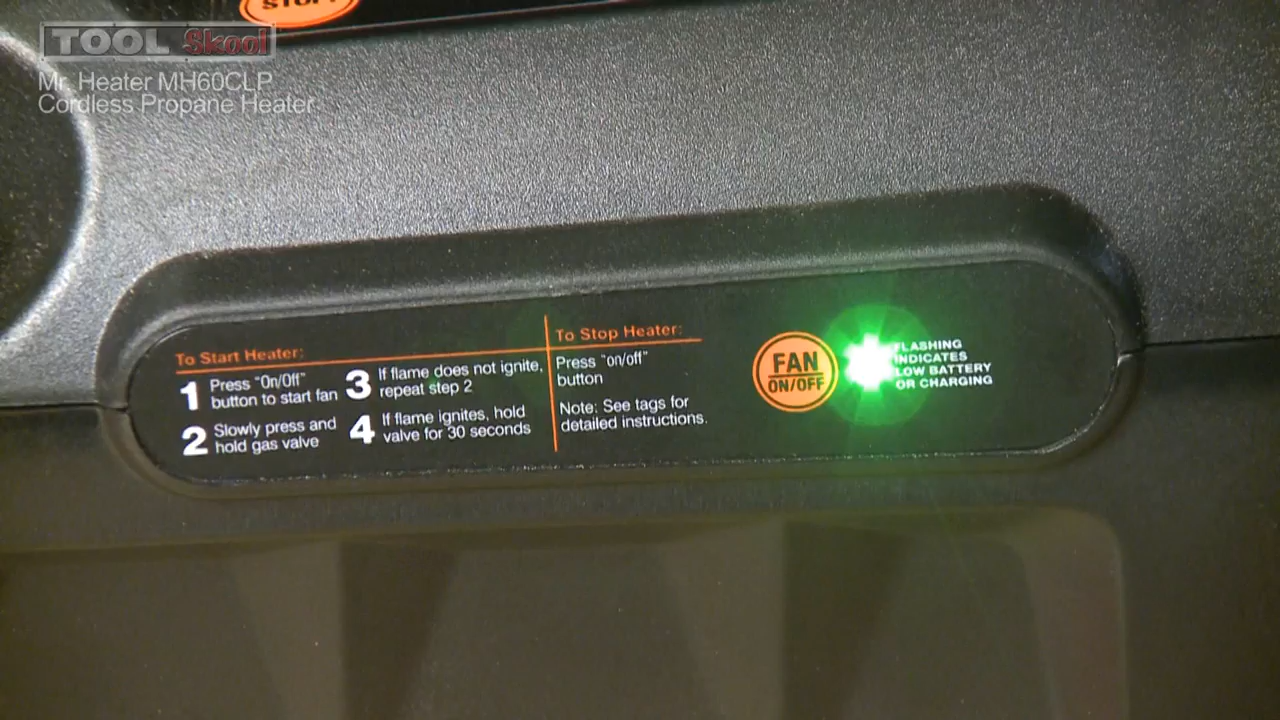 STOP
TOOL Skool
Mr. Heater MH60CLP
Cordless Propane Heater
To Start Heater:
1 Press "On/Off"
button to start fan
2 Slowly press and
hold gas valve
3 If flame does not ignite,
repeat step 2
4 If flame ignites, hold
valve for 30 seconds
To Stop Heater:
Press "on/off"
button
Note: See tags for
detailed instructions.
FAN
ON/OFF
FLASHING
INDICATES
LOW BATTERY
OR CHARGING